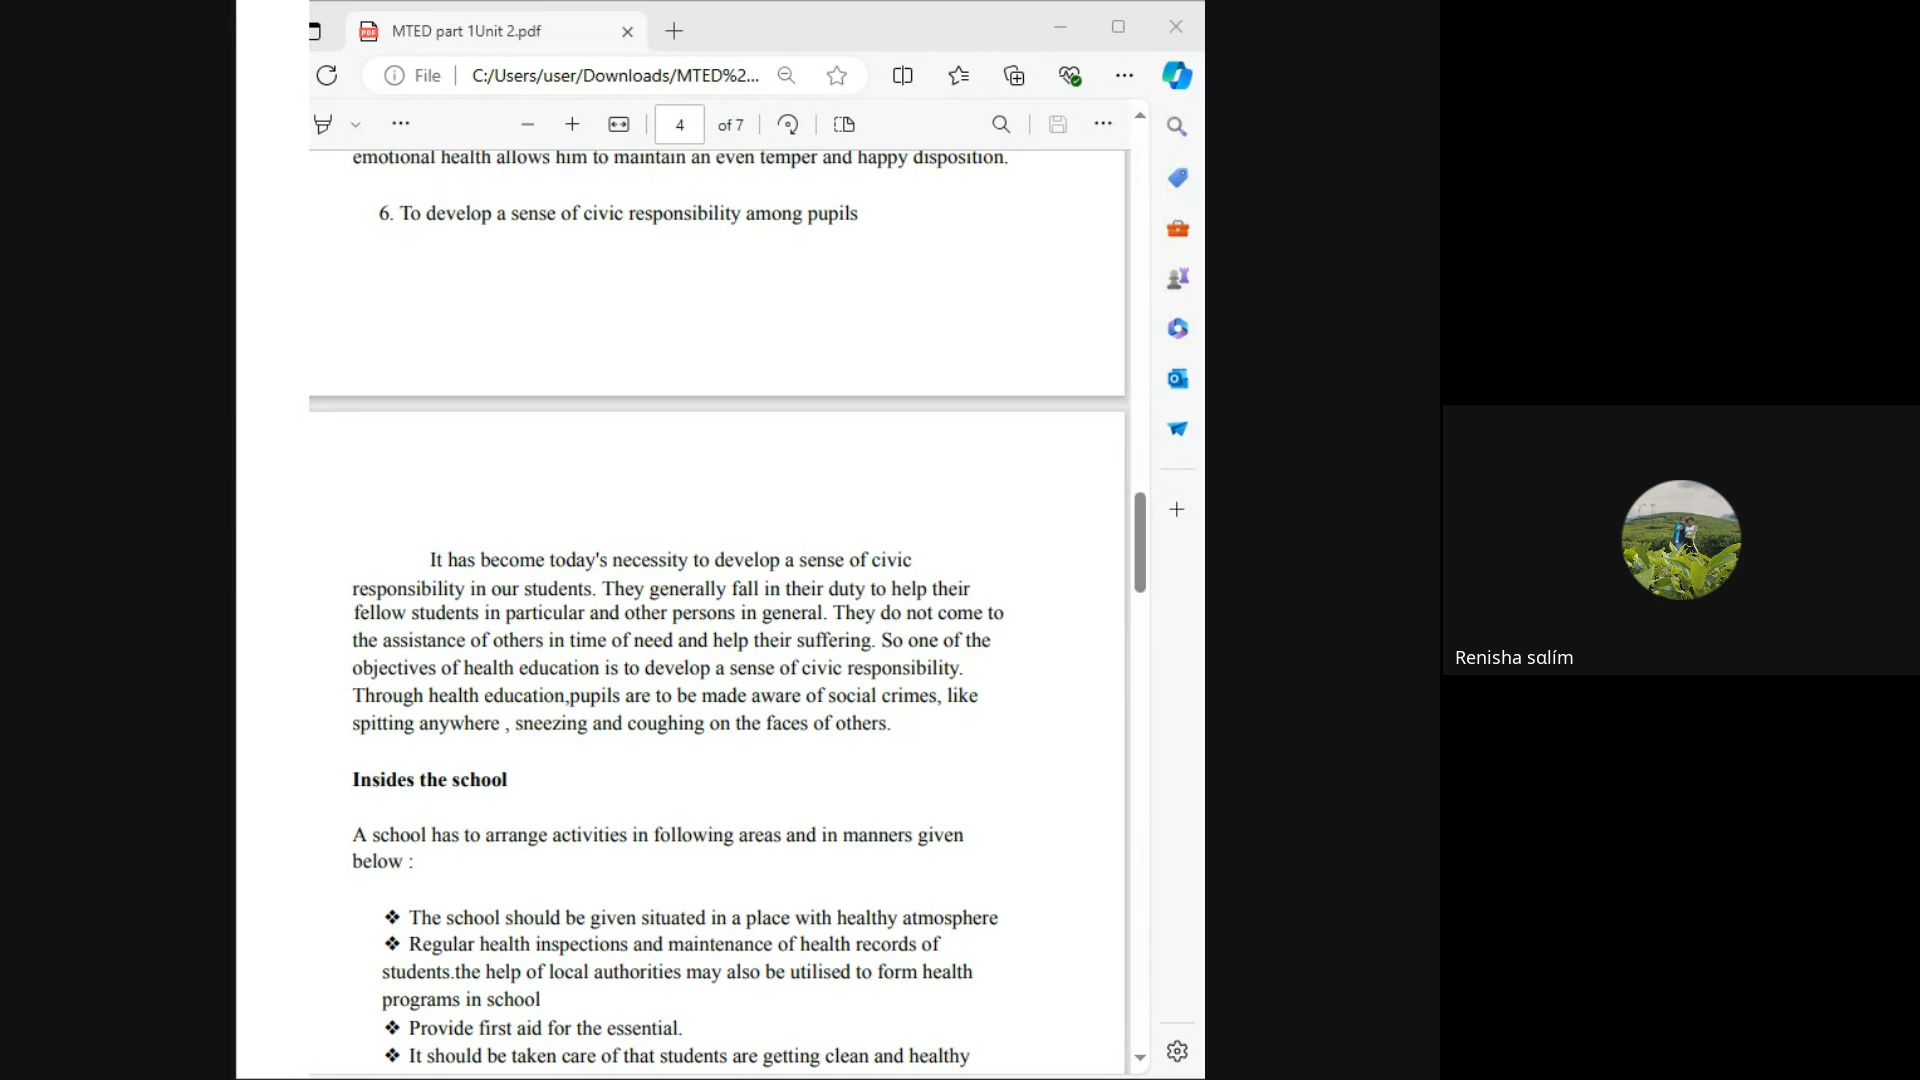 MTED part 1Unit 2.pdf
File
C:/Users/user/Downloads/MTED%2...
4 of 7
emotional health allows him to maintain an even temper and happy disposition.
6. To develop a sense of civic responsibility among pupils
It has become today's necessity to develop a sense of civic
responsibility in our students. They generally fall in their duty to help their
fellow students in particular and other persons in general. They do not come to
the assistance of others in time of need and help their suffering. So one of the
objectives of health education is to develop a sense of civic responsibility.
Through health education,pupils are to be made aware of social crimes, like
spitting anywhere , sneezing and coughing on the faces of others.
Insides the school
A school has to arrange activities in following areas and in manners given
below :
❖ The school should be given situated in a place with healthy atmosphere
❖ Regular health inspections and maintenance of health records of
students.the help of local authorities may also be utilised to form health
programs in school
❖ Provide first aid for the essential.
❖ It should be taken care of that students are getting clean and healthy
Renisha sɑlím